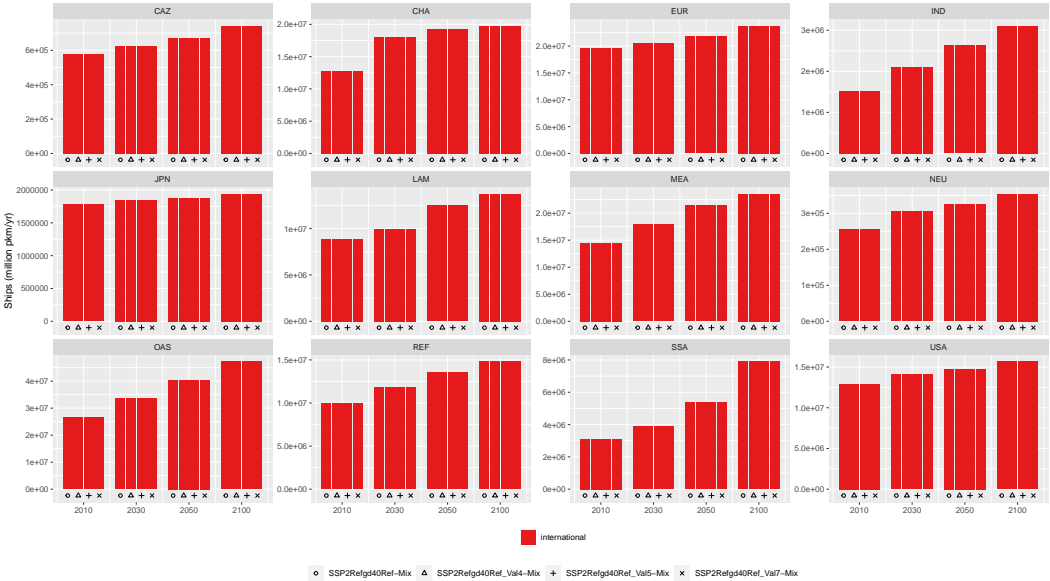 CAZ CHA EUR IND
6e+05 2.0e+07 2.0e+07 3e+06
4e+05 1.5e+07 1.5e+07 2e+06
2e+05 1.0e+07 1.0e+07 1e+06
0e+00 5.0e+06 5.0e+06 0e+00
0.0e+00 0.0e+00
JPN LAM MEA NEU
Ships (million pkm/yr)
2000000 1e+07 2.0e+07 3e+05
1500000 5e+06 1.5e+07 2e+05
1000000 0e+00 1.0e+07 1e+05
500000 5.0e+06 0e+00
0 0.0e+00
OAS REF SSA USA
4e+07 1.5e+07 8e+06 1.5e+07
3e+07 1.0e+07 6e+06 1.0e+07
2e+07 5.0e+06 4e+06 5.0e+06
1e+07 0.0e+00 2e+06 0.0e+00
0e+00 0e+00
2010 2030 2050 2100 2010 2030 2050 2100 2010 2030 2050 2100 2010 2030 2050 2100
international
SSP2Refgd40Ref−Mix SSP2Refgd40Ref_Val4−Mix SSP2Refgd40Ref_Val5−Mix SSP2Refgd40Ref_Val7−Mix